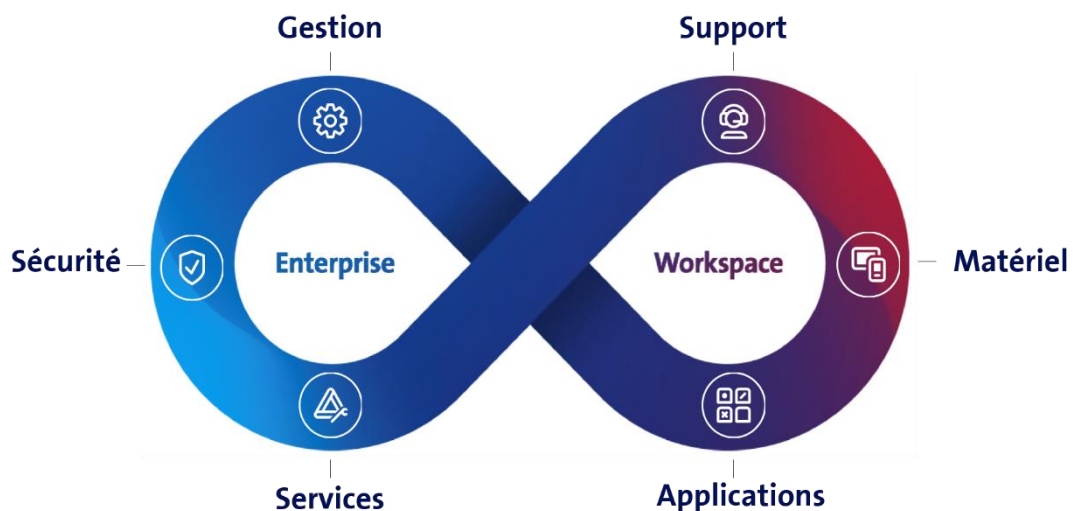 Gestion
Support
Sécurité
Enterprise
Workspace
Matériel
Services
Applications